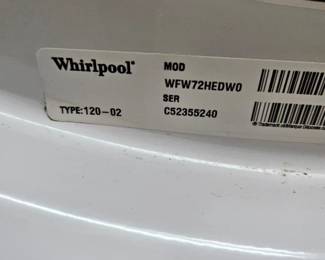 Whirlpool®
MOD
WFW72HEDW0
SER
TYPE:120-02
C52355240